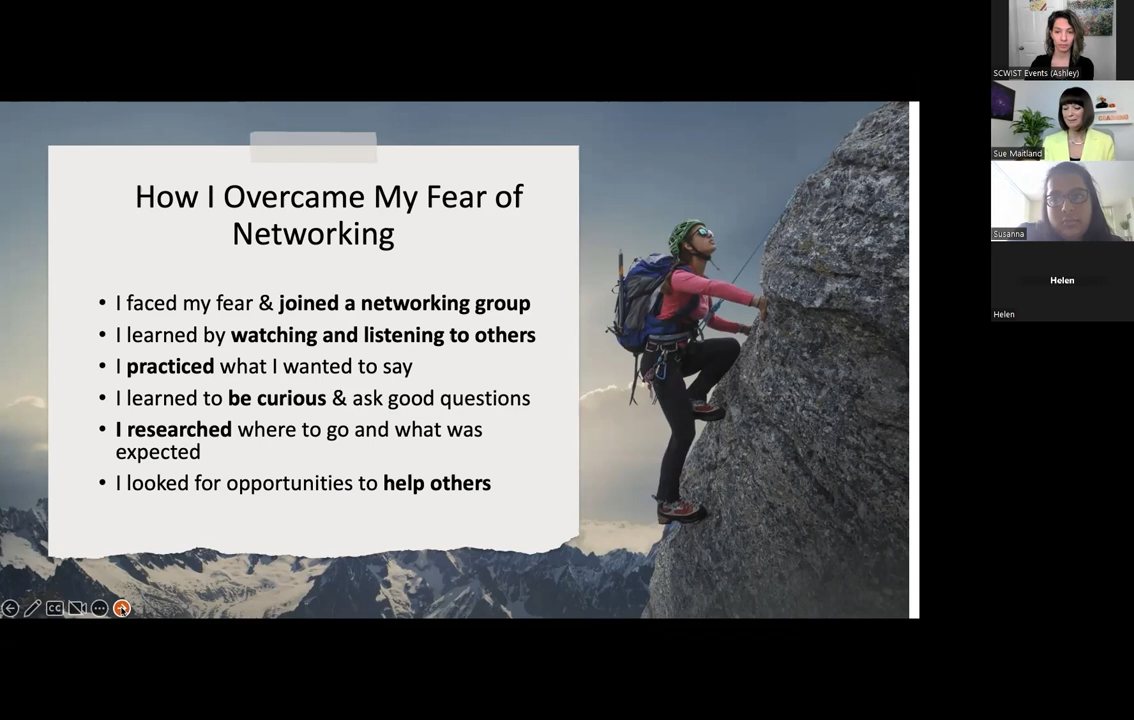 How I Overcame My Fear of
Networking
• I faced my fear & joined a networking group
• I learned by watching and listening to others
• I practiced what I wanted to say
• I learned to be curious & ask good questions
• I researched where to go and what was
expected
• I looked for opportunities to help others
CC
SCWIST Events (Ashley)
COACHING
Sue Maitland
Susanna
Helen
Helen